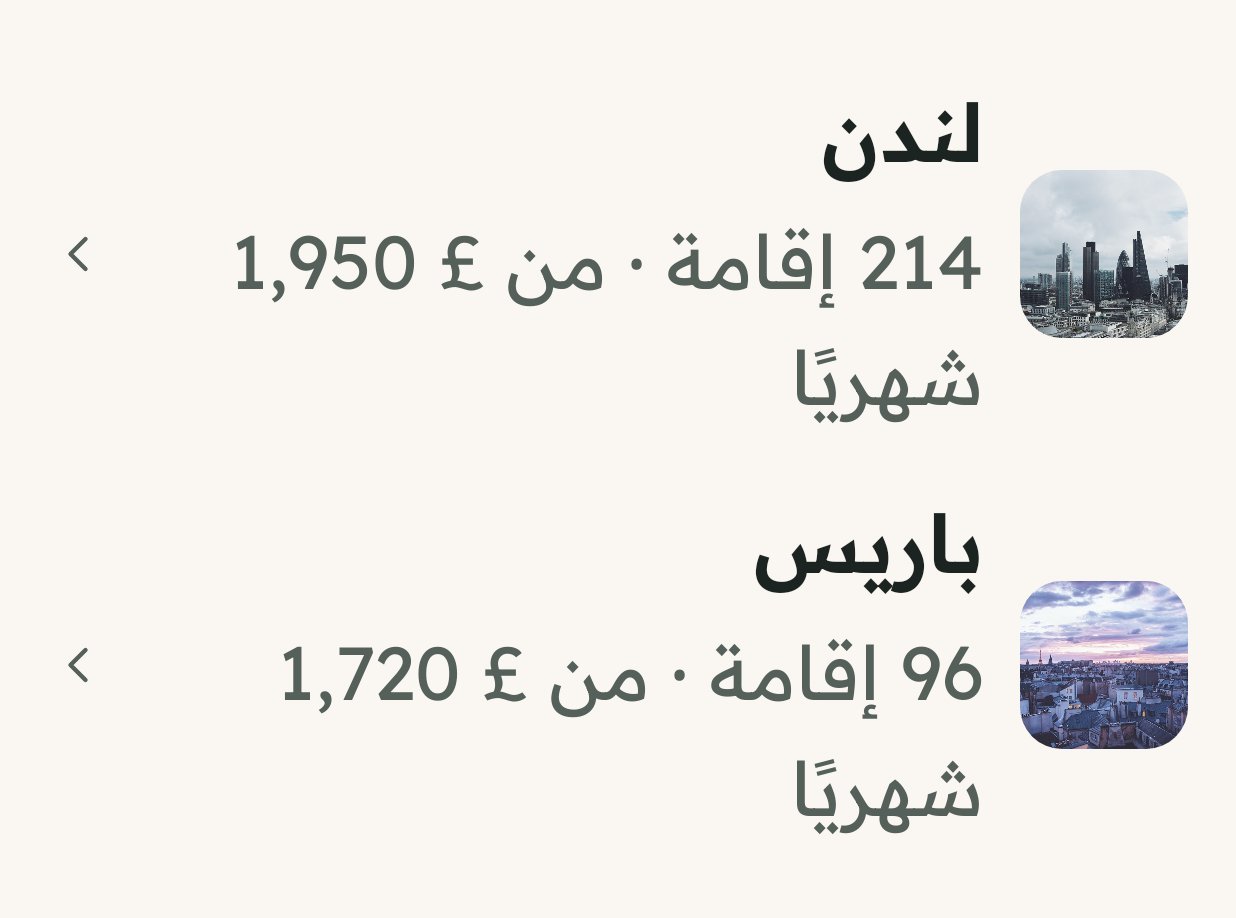 لندن
214 إقامة · من £ 1,950
شهريًا
باريس
96 إقامة · من £ 1,720
شهريًا